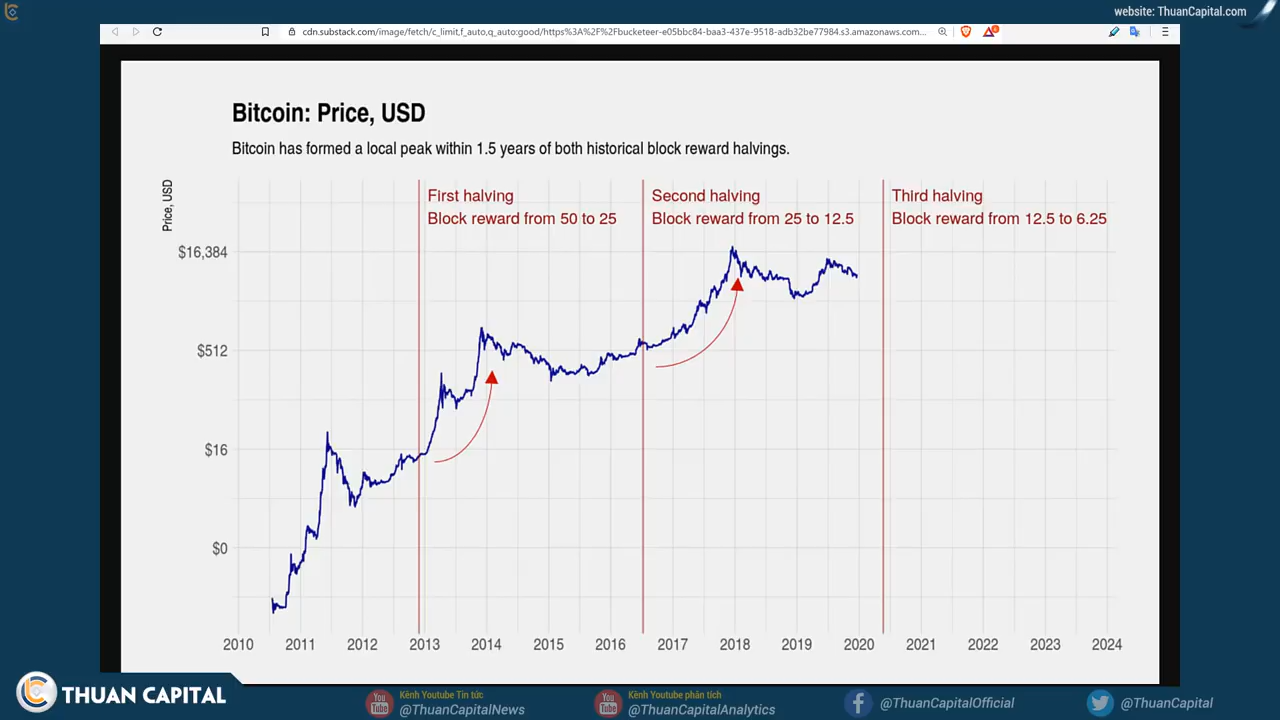 website: ThuanCapital.com
cdn.substack.com/image/fetch/c_limit,f_auto,q_auto:good/https%3A%2F%2Fbucketeer-e05bbc84-baa3-437e-9518-adb32be77984.s3.amazonaws.com...
Bitcoin: Price, USD
Bitcoin has formed a local peak within 1.5 years of both historical block reward halvings.
Price, USD
First halving
Block reward from 50 to 25
Second halving
Block reward from 25 to 12.5
Third halving
Block reward from 12.5 to 6.25
$16,384
$512
$16
$0
2010 2011 2012 2013 2014 2015 2016 2017 2018 2019 2020 2021 2022 2023 2024
THUAN CAPITAL
You Tube
Kênh Youtube Tin tức:
@ThuanCapitalNews
You Tube
Kênh Youtube phân tích
@ThuanCapitalAnalytics
@ThuanCapitalOfficial
@ThuanCapital